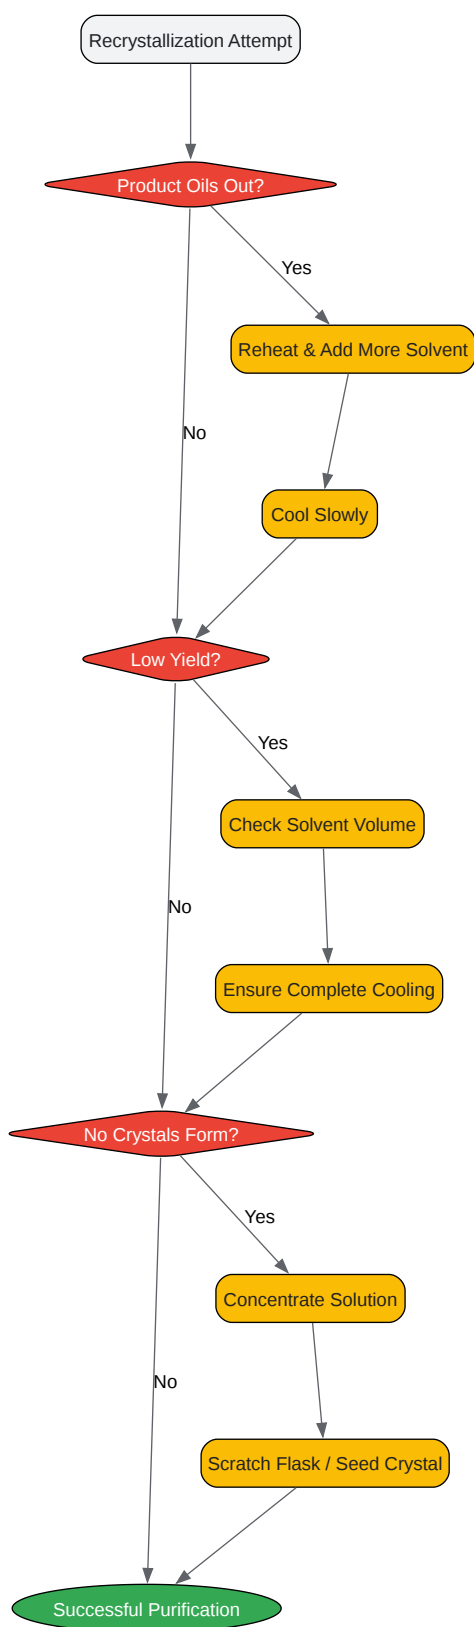 Recrystallization Attempt
Product Oils Out?
Yes
Reheat & Add More Solvent
No
Cool Slowly
Low Yield?
Yes
Check Solvent Volume
No
Ensure Complete Cooling
No Crystals Form?
Yes
Concentrate Solution
No
Scratch Flask / Seed Crystal
Successful Purification